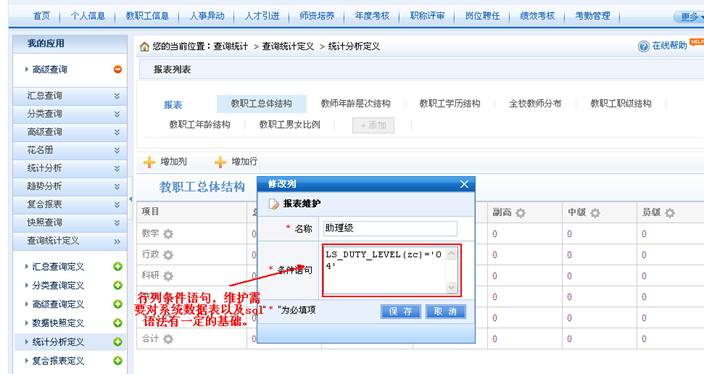 首页 个人信息 教职工信息 人事异动 人才引进 师资培养 年度考核 职称评审 岗位聘任 绩效考核 考勤管理 更多
我的应用
您的当前位置：查询统计 > 查询统计定义 > 统计分析定义
在线帮助 HELP
高级查询
汇总查询
分类查询
高级查询
花名册
统计分析
趋势分析
复合报表
快照查询
查询统计定义
汇总查询定义
分类查询定义
高级查询定义
数据快照定义
统计分析定义
复合报表定义
报表列表
报表 教职工总体结构 教师年龄层次结构 教职工学历结构 全校教师分布 教职工职级结构
教职工年龄结构 教职工男女比例 +添加
增加列 增加行
教职工总体结构
项目 副高 中级 员级
数学 0 0 0
行政 0 0 0
科研 0 0 0
0 0 0
0 0 0
合计 0 0 0
修改列
报表维护
* 名称 助理级
* 条件语句 LS_DUTY_LEVEL(zc)='0
4'
"*"为必填项
保存 取消
行列条件语句，维护需
要对系统数据表以及sql
语法有一定的基础。